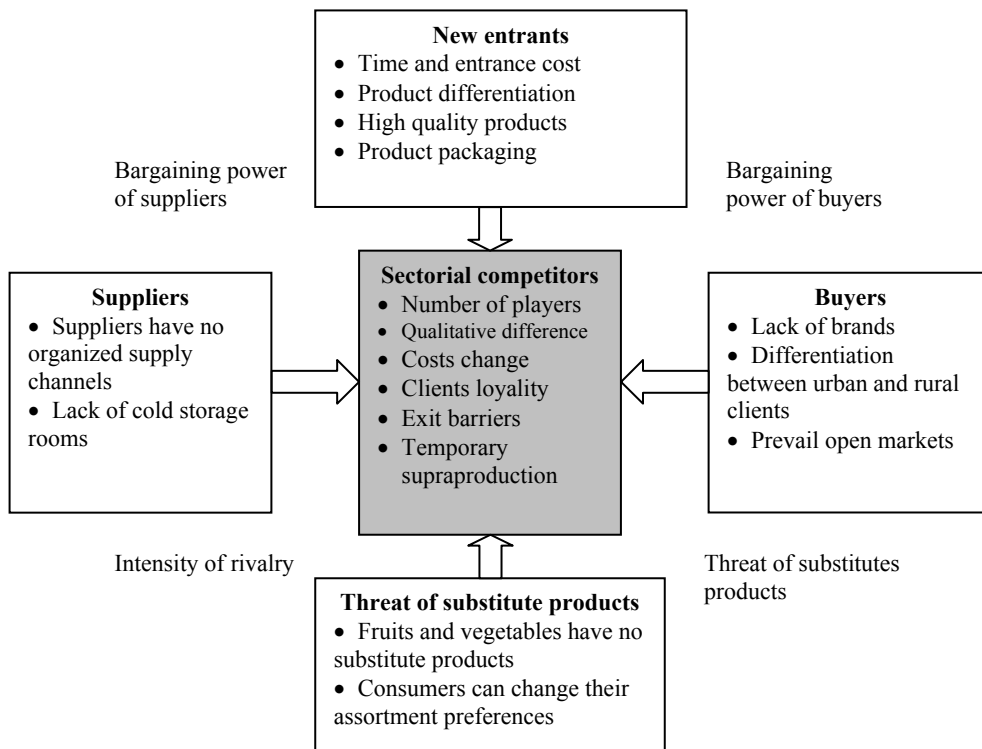 New entrants
• Time and entrance cost
• Product differentiation
• High quality products
• Product packaging
Bargaining power
of suppliers
Bargaining
power of buyers
Suppliers
• Suppliers have no
organized supply
channels
• Lack of cold storage
rooms
Sectorial competitors
• Number of players
• Qualitative difference
• Costs change
• Clients loyality
• Exit barriers
• Temporary
supraproduction
Buyers
• Lack of brands
• Differentiation
between urban and rural
clients
• Prevail open markets
Intensity of rivalry
Threat of substitutes
products
Threat of substitute products
• Fruits and vegetables have no
substitute products
• Consumers can change their
assortment preferences